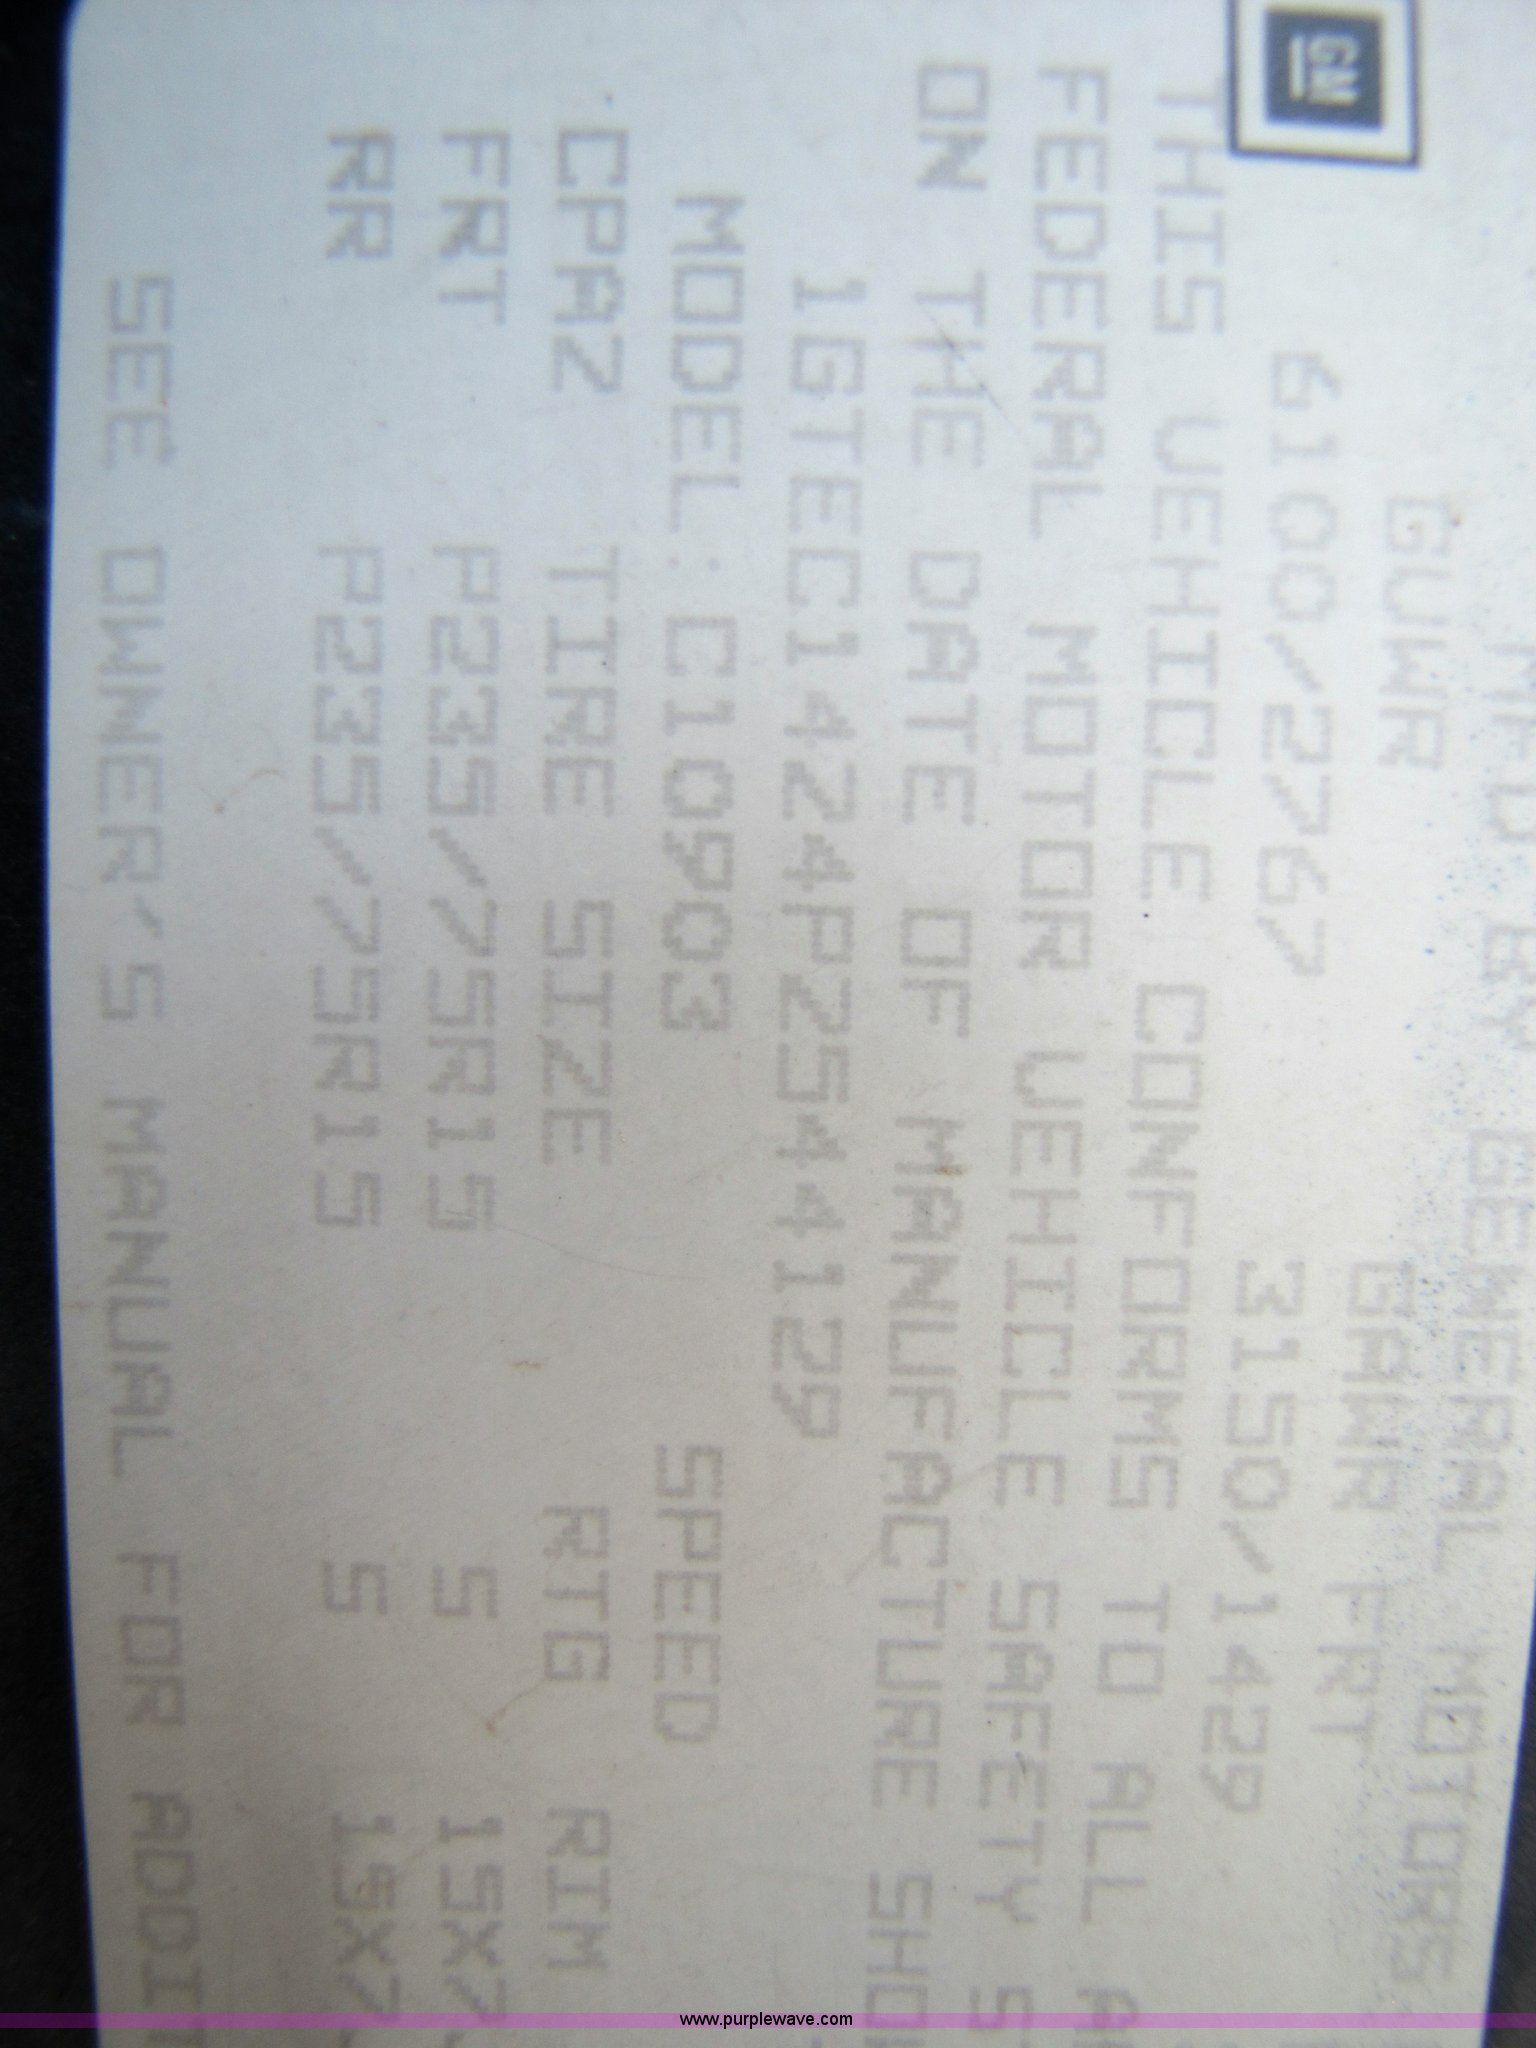 GM
MFD BY GENERAL MOTORS
GVWR GAWR FRT
6100/2767 3150/1429
THIS VEHICLE CONFORMS TO ALL
FEDERAL MOTOR VEHICLE SAFETY
ON THE DATE OF MANUFACTURE SHO
1GTEC1424PZ544129
MODEL: C10903 SPEED
CPAZ TIRE SIZE RTG RIM
FRT P235/75R15 S 15X7
RR P235/75R15 S 15X7
SEE OWNER'S MANUAL FOR ADDIT
www.purplewave.com